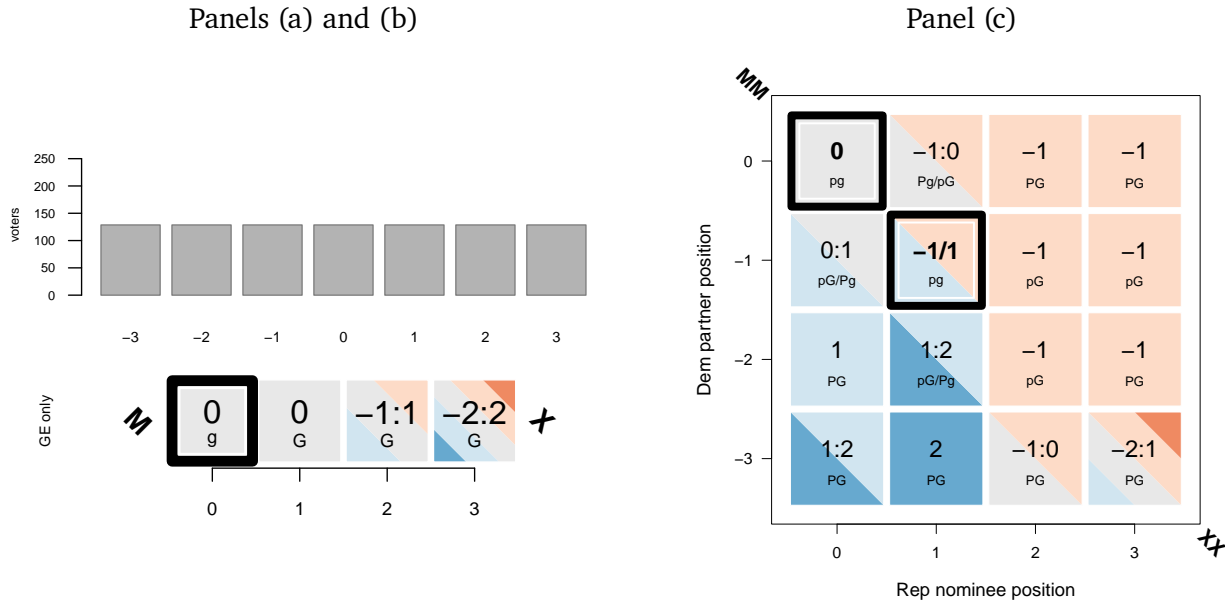 Panels (a) and (b)
Panel (c)
250
200
150
100
50
0
voters
−3 −2 −1 0 1 2 3
GE only
M
0 0 −1:1 −2:2
g G G G
X
0 1 2 3
MM
Dem partner position
0
0 −1:0 −1 −1
pg Pg/pG PG PG
−1
0:1 −1/1 −1 −1
pG/Pg pg pG pG
−2
1 1:2 −1 −1
PG pG/Pg pG PG
−3
1:2 2 −1:0 −2:1
PG PG PG PG
0 1 2 3
XX
Rep nominee position